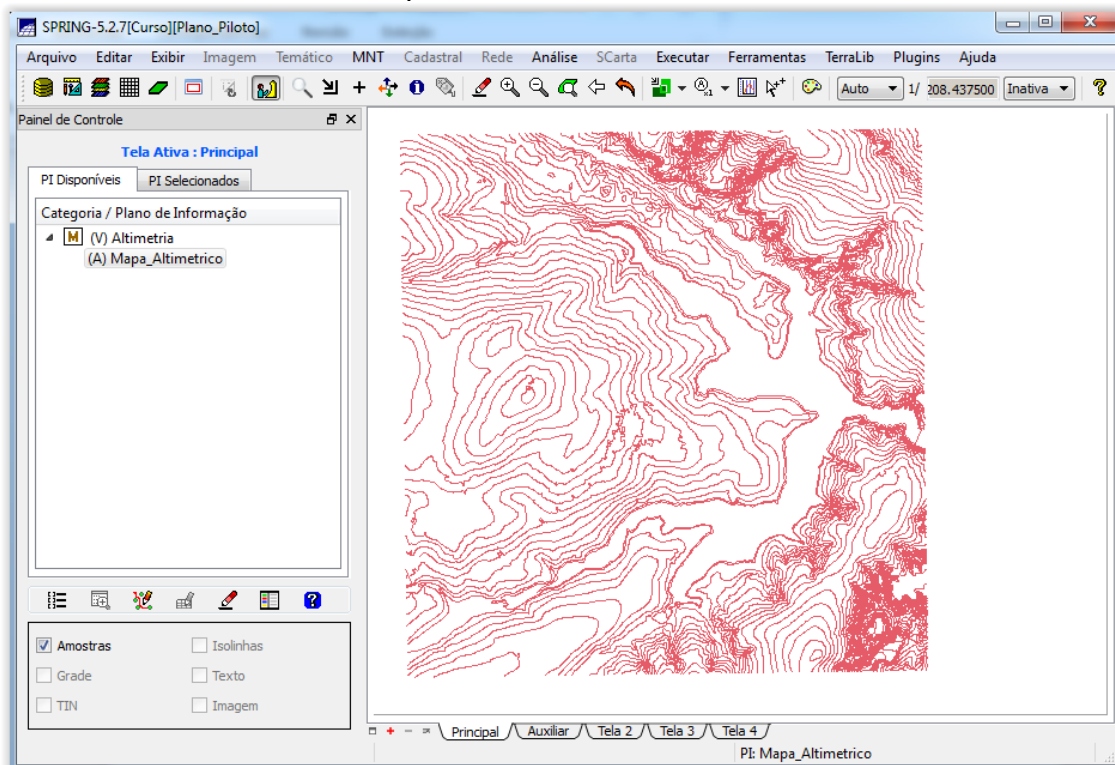 SPRING-5.2.7[Curso][Plano_Piloto]
Arquivo Editar Exibir Imagem Temático MNT Cadastral Rede Análise SCarta Executar Ferramentas TerraLib Plugins Ajuda
Auto 1/ 208.437500 Inativa
Painel de Controle
Tela Ativa : Principal
PI Disponíveis PI Selecionados
Categoria / Plano de Informação
M (V) Altimetria
(A) Mapa_Altimetrico
Amostras Isolinhas
Grade Texto
TIN Imagem
Principal Auxiliar Tela 2 Tela 3 Tela 4
PI: Mapa_Altimetrico